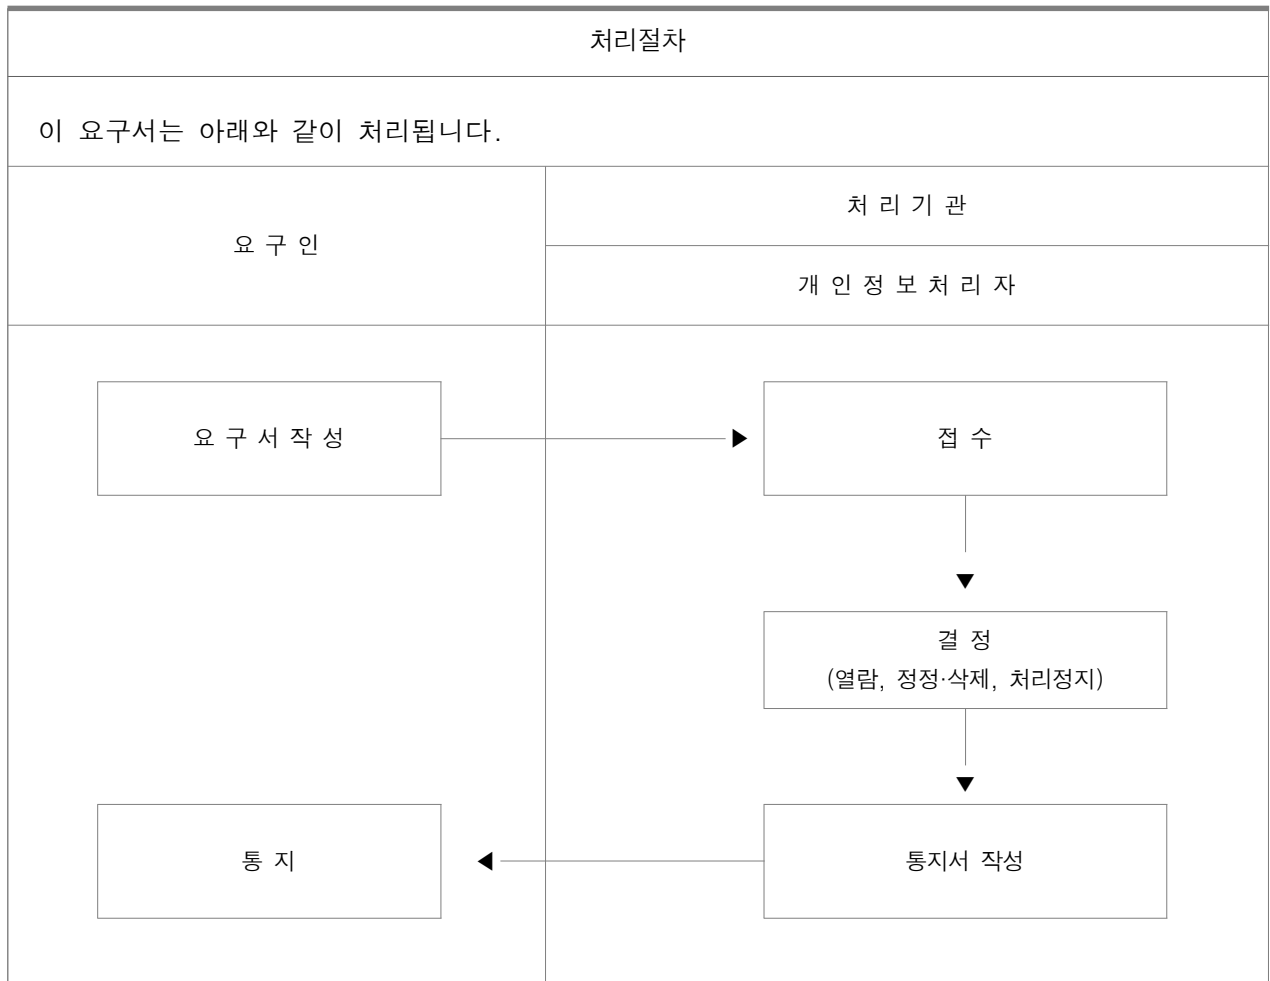 처리절차
이 요구서는 아래와 같이 처리됩니다.
요 구 인
처 리 기 관
개 인 정 보 처 리 자
요 구 서 작 성
접 수
결 정
(열람, 정정·삭제, 처리정지)
통 지
통지서 작성